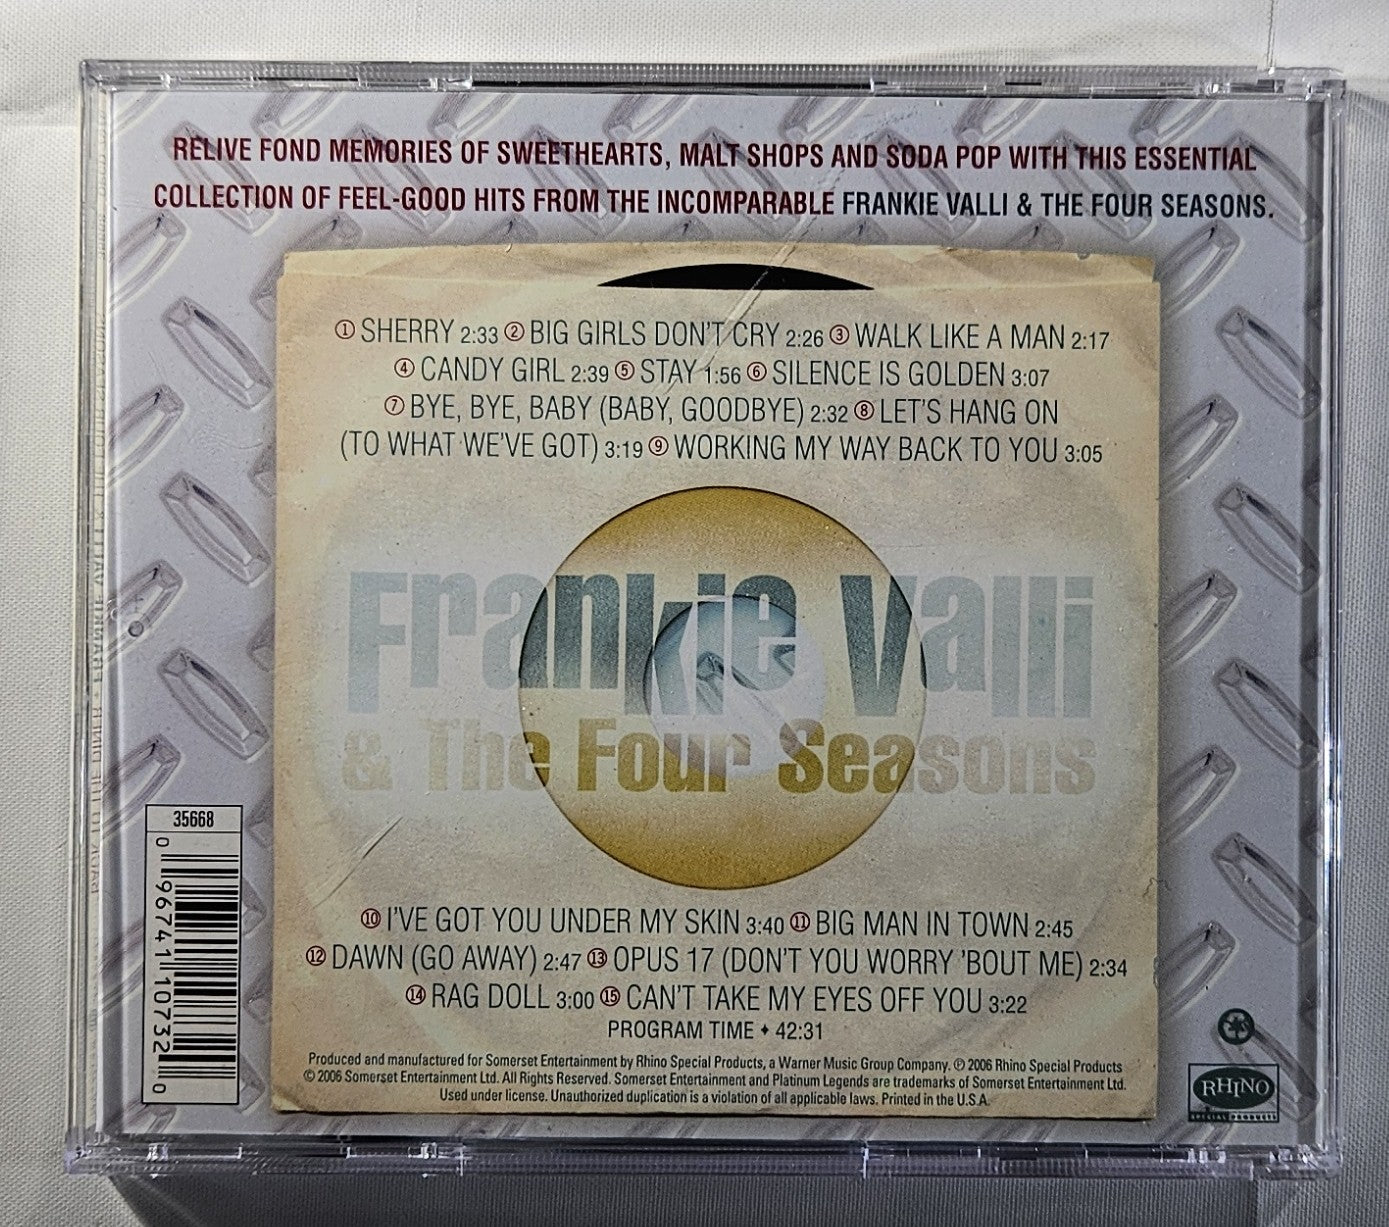 RELIVE FOND MEMORIES OF SWEETHEARTS, MALT SHOPS AND SODA POP WITH THIS ESSENTIAL
COLLECTION OF FEEL-GOOD HITS FROM THE INCOMPARABLE FRANKIE VALLI & THE FOUR SEASONS.
① SHERRY 2:33 ② BIG GIRLS DON'T CRY 2:26 ③ WALK LIKE A MAN 2:17
④ CANDY GIRL 2:39 ⑤ STAY 1:56 ⑥ SILENCE IS GOLDEN 3:07
⑦ BYE, BYE, BABY (BABY, GOODBYE) 2:32 ⑧ LET'S HANG ON
(TO WHAT WE'VE GOT) 3:19 ⑨ WORKING MY WAY BACK TO YOU 3:05
Frankie Valli
& The Four Seasons
⑩ I'VE GOT YOU UNDER MY SKIN 3:40 ⑪ BIG MAN IN TOWN 2:45
⑫ DAWN (GO AWAY) 2:47 ⑬ OPUS 17 (DON'T YOU WORRY 'BOUT ME) 2:34
⑭ RAG DOLL 3:00 ⑮ CAN'T TAKE MY EYES OFF YOU 3:22
PROGRAM TIME ♦ 42:31
Produced and manufactured for Somerset Entertainment by Rhino Special Products, a Warner Music Group Company. ℗ 2006 Rhino Special Products
© 2006 Somerset Entertainment Ltd. All Rights Reserved. Somerset Entertainment and Platinum Legends are trademarks of Somerset Entertainment Ltd.
Used under license. Unauthorized duplication is a violation of all applicable laws. Printed in the U.S.A.
35668
0 96741 10732 0
RHINO
SPECIAL PRODUCTS